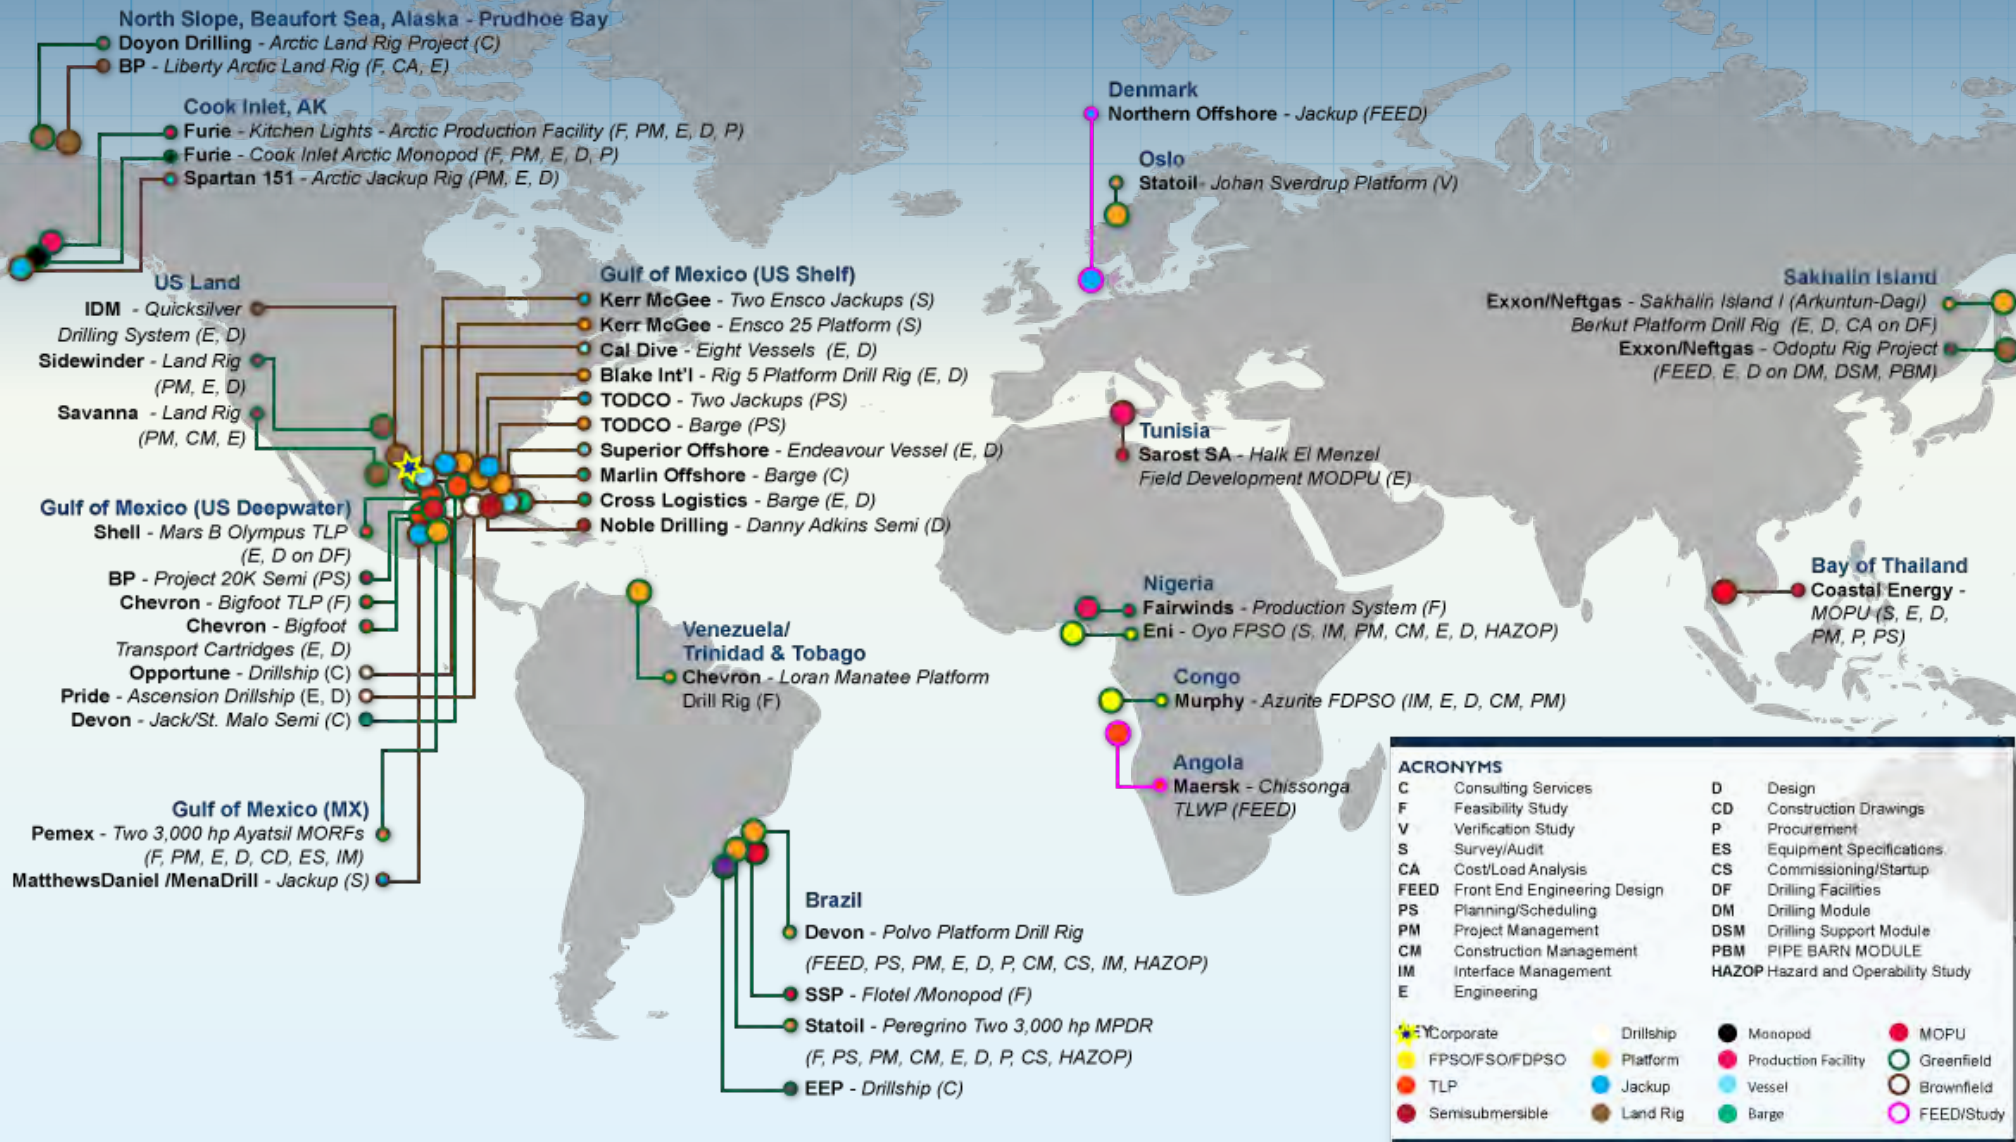 North Slope, Beaufort Sea, Alaska - Prudhoe Bay
Doyon Drilling - Arctic Land Rig Project (C)
BP - Liberty Arctic Land Rig (F, CA, E)
Cook Inlet, AK
Furie - Kitchen Lights - Arctic Production Facility (F, PM, E, D, P)
Furie - Cook Inlet Arctic Monopod (F, PM, E, D, P)
Spartan 151 - Arctic Jackup Rig (PM, E, D)
US Land
IDM - Quicksilver
Drilling System (E, D)
Sidewinder - Land Rig
(PM, E, D)
Savanna - Land Rig
(PM, CM, E)
Gulf of Mexico (US Shelf)
Kerr McGee - Two Ensco Jackups (S)
Kerr McGee - Ensco 25 Platform (S)
Cal Dive - Eight Vessels (E, D)
Blake Int'l - Rig 5 Platform Drill Rig (E, D)
TODCO - Two Jackups (PS)
TODCO - Barge (PS)
Superior Offshore - Endeavour Vessel (E, D)
Marlin Offshore - Barge (C)
Cross Logistics - Barge (E, D)
Noble Drilling - Danny Adkins Semi (D)
Gulf of Mexico (US Deepwater)
Shell - Mars B Olympus TLP
(E, D on DF)
BP - Project 20K Semi (PS)
Chevron - Bigfoot TLP (F)
Chevron - Bigfoot
Transport Cartridges (E, D)
Opportune - Drillship (C)
Pride - Ascension Drillship (E, D)
Devon - Jack/St. Malo Semi (C)
Gulf of Mexico (MX)
Pemex - Two 3,000 hp Ayatsil MORFs
(F, PM, E, D, CD, ES, IM)
MatthewsDaniel /MenaDrill - Jackup (S)
Venezuela/
Trinidad & Tobago
Chevron - Loran Manatee Platform
Drill Rig (F)
Brazil
Devon - Polvo Platform Drill Rig
(FEED, PS, PM, E, D, P, CM, CS, IM, HAZOP)
SSP - Flotel /Monopod (F)
Statoil - Peregrino Two 3,000 hp MPDR
(F, PS, PM, CM, E, D, P, CS, HAZOP)
EEP - Drillship (C)
Denmark
Northern Offshore - Jackup (FEED)
Oslo
Statoil- Johan Sverdrup Platform (V)
Tunisia
Sarost SA - Halk El Menzel
Field Development MODPU (E)
Nigeria
Fairwinds - Production System (F)
Eni - Oyo FPSO (S, IM, PM, CM, E, D, HAZOP)
Congo
Murphy - Azurite FDPSO (IM, E, D, CM, PM)
Angola
Maersk - Chissonga
TLWP (FEED)
Sakhalin Island
Exxon/Neftgas - Sakhalin Island I (Arkuntun-Dagi)
Berkut Platform Drill Rig (E, D, CA on DF)
Exxon/Neftgas - Odoptu Rig Project
(FEED, E, D on DM, DSM, PBM)
Bay of Thailand
Coastal Energy -
MOPU (S, E, D,
PM, P, PS)
ACRONYMS
C Consulting Services
F Feasibility Study
V Verification Study
S Survey/Audit
CA Cost/Load Analysis
FEED Front End Engineering Design
PS Planning/Scheduling
PM Project Management
CM Construction Management
IM Interface Management
E Engineering
D Design
CD Construction Drawings
P Procurement
ES Equipment Specifications
CS Commissioning/Startup
DF Drilling Facilities
DM Drilling Module
DSM Drilling Support Module
PBM PIPE BARN MODULE
HAZOP Hazard and Operability Study
KEY
Corporate
FPSO/FSO/FDPSO
TLP
Semisubmersible
Drillship
Platform
Jackup
Land Rig
Monopod
Production Facility
Vessel
Barge
MOPU
Greenfield
Brownfield
FEED/Study